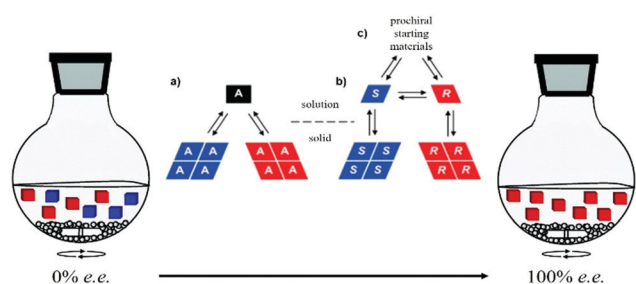 c) prochiral
starting
materials
a)
b)
A
S
R
solution
solid
A A
A A
A A
A A
S S
S S
R R
R R
0% e.e.
100% e.e.